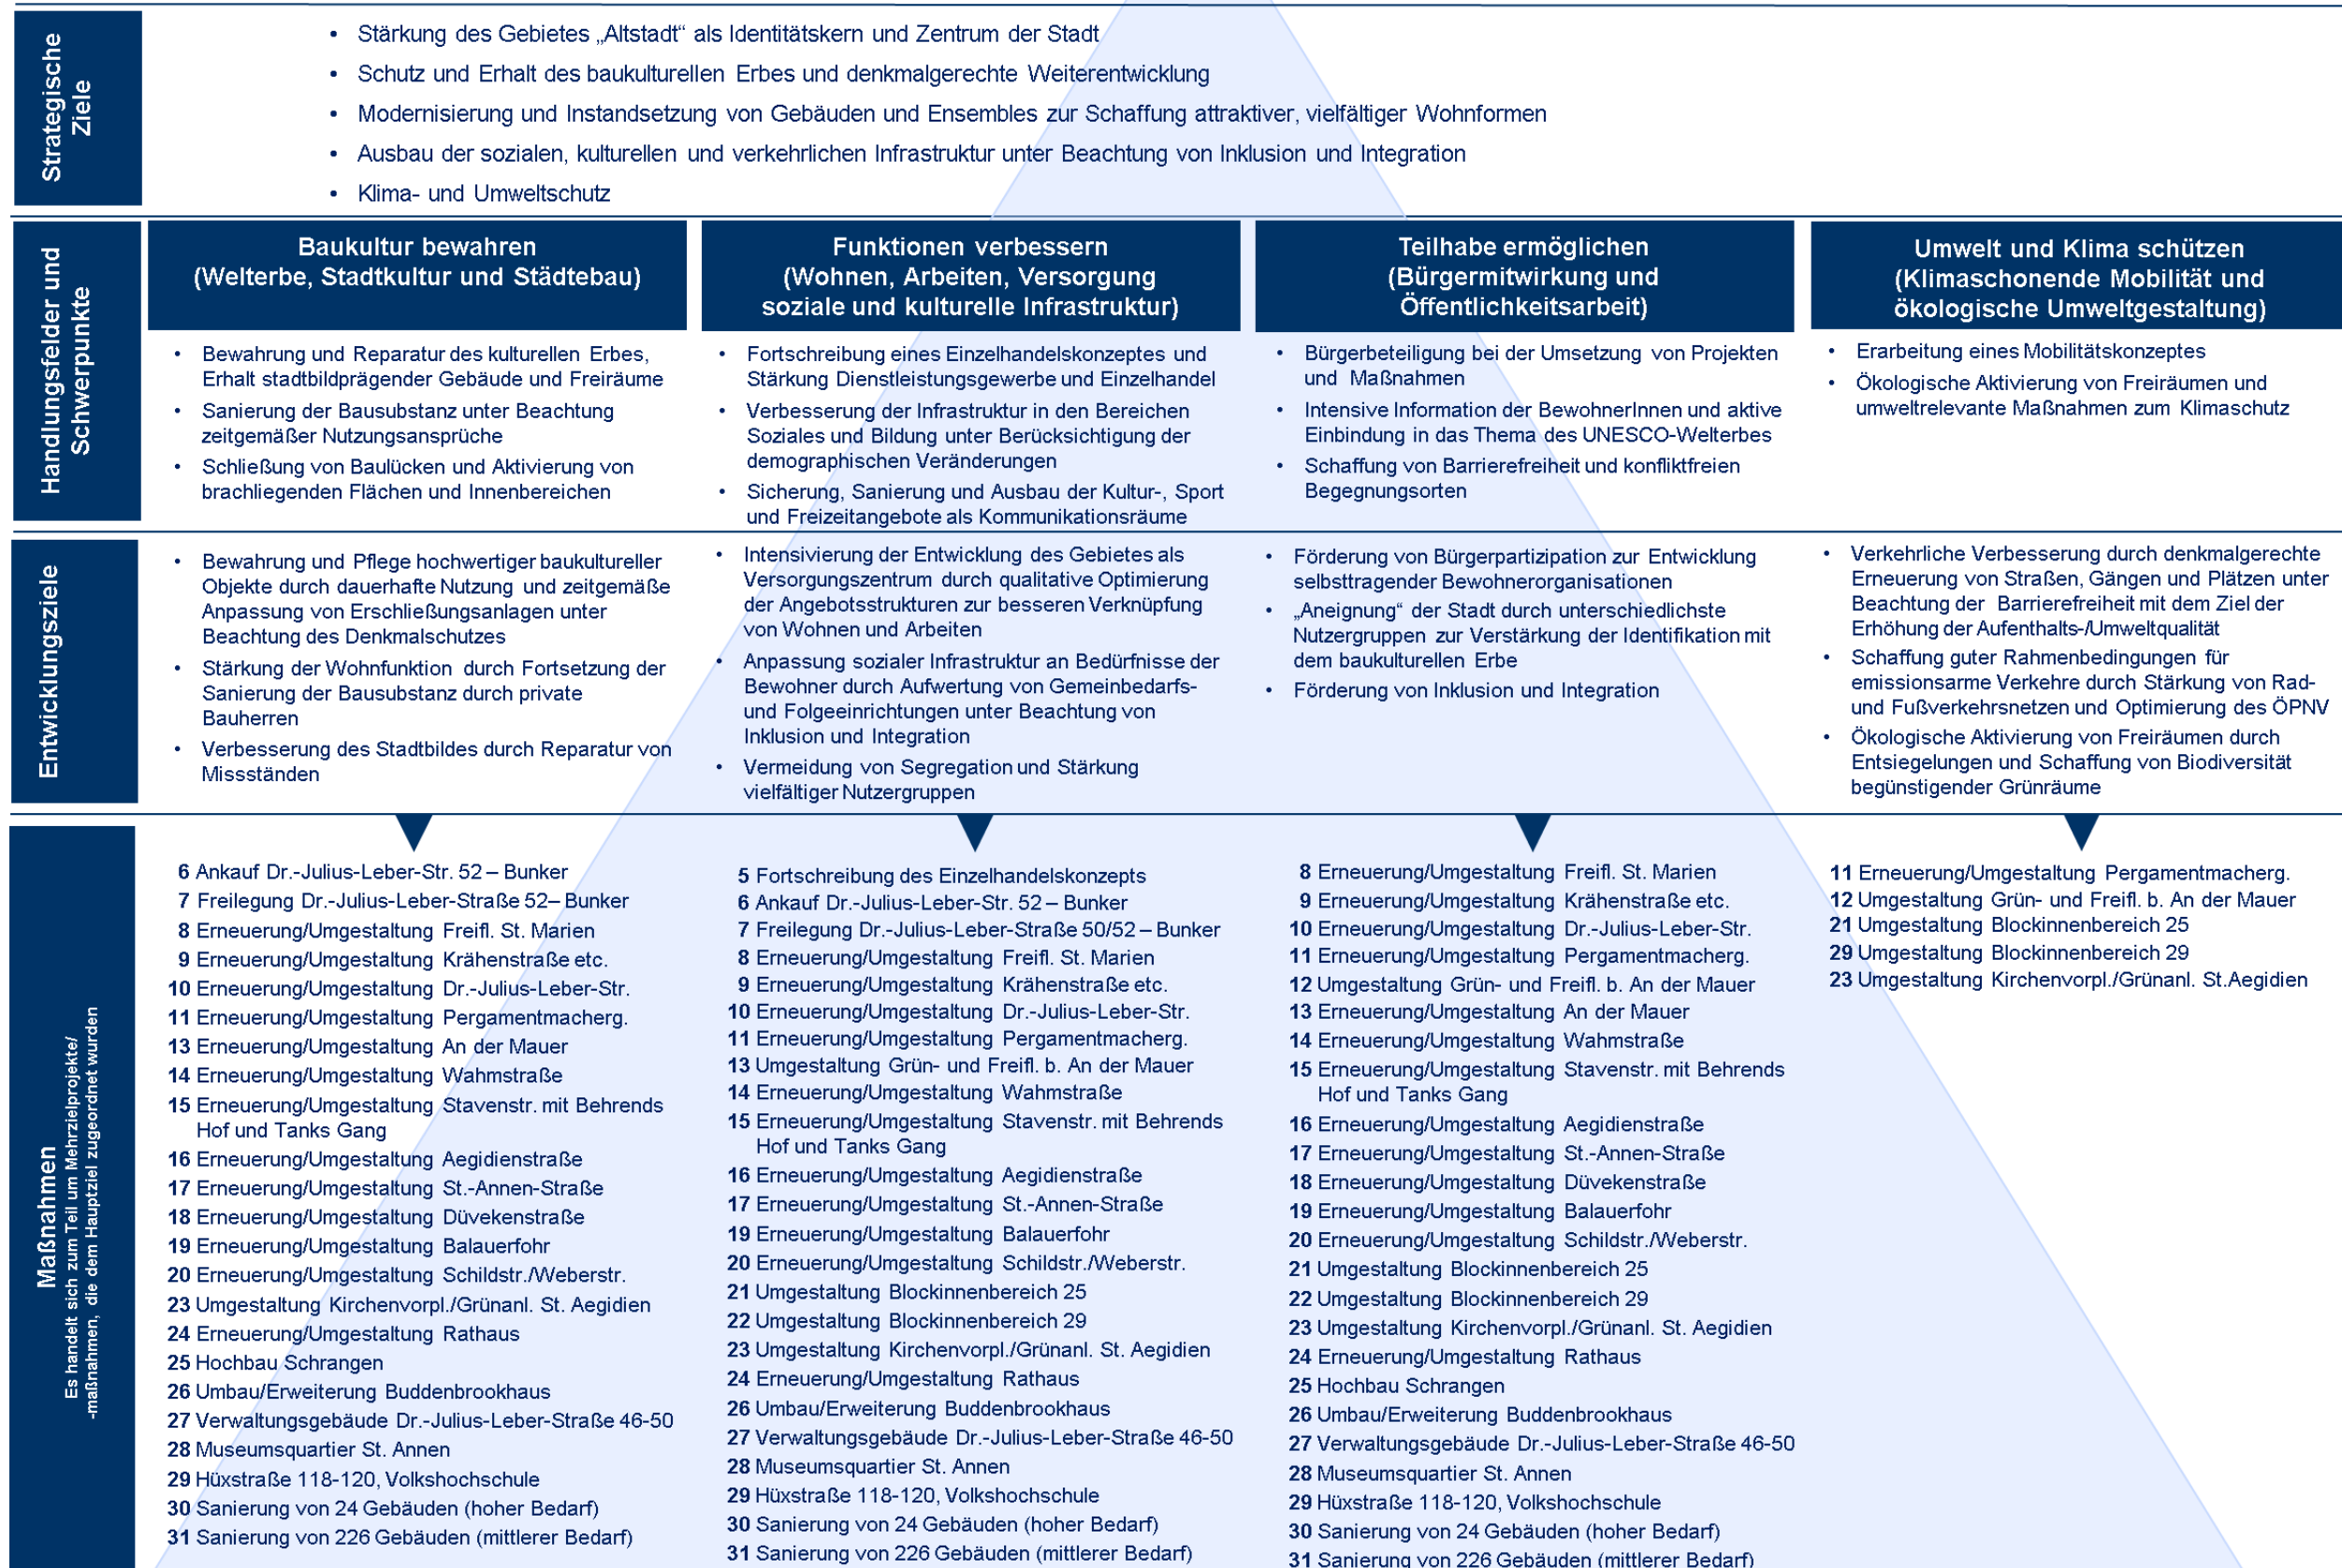 Strategische
Ziele
• Stärkung des Gebietes „Altstadt“ als Identitätskern und Zentrum der Stadt
• Schutz und Erhalt des baukulturellen Erbes und denkmalgerechte Weiterentwicklung
• Modernisierung und Instandsetzung von Gebäuden und Ensembles zur Schaffung attraktiver, vielfältiger Wohnformen
• Ausbau der sozialen, kulturellen und verkehrlichen Infrastruktur unter Beachtung von Inklusion und Integration
• Klima- und Umweltschutz
Handlungsfelder und
Schwerpunkte
Baukultur bewahren
(Welterbe, Stadtkultur und Städtebau)
• Bewahrung und Reparatur des kulturellen Erbes,
Erhalt stadtbildprägender Gebäude und Freiräume
• Sanierung der Bausubstanz unter Beachtung
zeitgemäßer Nutzungsansprüche
• Schließung von Baulücken und Aktivierung von
brachliegenden Flächen und Innenbereichen
Funktionen verbessern
(Wohnen, Arbeiten, Versorgung
soziale und kulturelle Infrastruktur)
• Fortschreibung eines Einzelhandelskonzeptes und
Stärkung Dienstleistungsgewerbe und Einzelhandel
• Verbesserung der Infrastruktur in den Bereichen
Soziales und Bildung unter Berücksichtigung der
demographischen Veränderungen
• Sicherung, Sanierung und Ausbau der Kultur-, Sport
und Freizeitangebote als Kommunikationsräume
Teilhabe ermöglichen
(Bürgermitwirkung und
Öffentlichkeitsarbeit)
• Bürgerbeteiligung bei der Umsetzung von Projekten
und Maßnahmen
• Intensive Information der BewohnerInnen und aktive
Einbindung in das Thema des UNESCO-Welterbes
• Schaffung von Barrierefreiheit und konfliktfreien
Begegnungsorten
Umwelt und Klima schützen
(Klimaschonende Mobilität und
ökologische Umweltgestaltung)
• Erarbeitung eines Mobilitätskonzeptes
• Ökologische Aktivierung von Freiräumen und
umweltrelevante Maßnahmen zum Klimaschutz
Entwicklungsziele
• Bewahrung und Pflege hochwertiger baukultureller
Objekte durch dauerhafte Nutzung und zeitgemäße
Anpassung von Erschließungsanlagen unter
Beachtung des Denkmalschutzes
• Stärkung der Wohnfunktion durch Fortsetzung der
Sanierung der Bausubstanz durch private
Bauherren
• Verbesserung des Stadtbildes durch Reparatur von
Missständen
• Intensivierung der Entwicklung des Gebietes als
Versorgungszentrum durch qualitative Optimierung
der Angebotsstrukturen zur besseren Verknüpfung
von Wohnen und Arbeiten
• Anpassung sozialer Infrastruktur an Bedürfnisse der
Bewohner durch Aufwertung von Gemeinbedarfs-
und Folgeeinrichtungen unter Beachtung von
Inklusion und Integration
• Vermeidung von Segregation und Stärkung
vielfältiger Nutzergruppen
• Förderung von Bürgerpartizipation zur Entwicklung
selbsttragender Bewohnerorganisationen
• „Aneignung“ der Stadt durch unterschiedlichste
Nutzergruppen zur Verstärkung der Identifikation mit
dem baukulturellen Erbe
• Förderung von Inklusion und Integration
• Verkehrliche Verbesserung durch denkmalgerechte
Erneuerung von Straßen, Gängen und Plätzen unter
Beachtung der Barrierefreiheit mit dem Ziel der
Erhöhung der Aufenthalts-/Umweltqualität
• Schaffung guter Rahmenbedingungen für
emissionsarme Verkehre durch Stärkung von Rad-
und Fußverkehrsnetzen und Optimierung des ÖPNV
• Ökologische Aktivierung von Freiräumen durch
Entsiegelungen und Schaffung von Biodiversität
begünstigender Grünräume
Maßnahmen
Es handelt sich zum Teil um Mehrzielprojekte/
-maßnahmen, die dem Hauptziel zugeordnet wurden
6 Ankauf Dr.-Julius-Leber-Str. 52 – Bunker
7 Freilegung Dr.-Julius-Leber-Straße 52– Bunker
8 Erneuerung/Umgestaltung Freifl. St. Marien
9 Erneuerung/Umgestaltung Krähenstraße etc.
10 Erneuerung/Umgestaltung Dr.-Julius-Leber-Str.
11 Erneuerung/Umgestaltung Pergamentmacherg.
13 Erneuerung/Umgestaltung An der Mauer
14 Erneuerung/Umgestaltung Wahmstraße
15 Erneuerung/Umgestaltung Stavenstr. mit Behrends
Hof und Tanks Gang
16 Erneuerung/Umgestaltung Aegidienstraße
17 Erneuerung/Umgestaltung St.-Annen-Straße
18 Erneuerung/Umgestaltung Düvekenstraße
19 Erneuerung/Umgestaltung Balauerfohr
20 Erneuerung/Umgestaltung Schildstr./Weberstr.
23 Umgestaltung Kirchenvorpl./Grünanl. St. Aegidien
24 Erneuerung/Umgestaltung Rathaus
25 Hochbau Schrangen
26 Umbau/Erweiterung Buddenbrookhaus
27 Verwaltungsgebäude Dr.-Julius-Leber-Straße 46-50
28 Museumsquartier St. Annen
29 Hüxstraße 118-120, Volkshochschule
30 Sanierung von 24 Gebäuden (hoher Bedarf)
31 Sanierung von 226 Gebäuden (mittlerer Bedarf)
5 Fortschreibung des Einzelhandelskonzepts
6 Ankauf Dr.-Julius-Leber-Str. 52 – Bunker
7 Freilegung Dr.-Julius-Leber-Straße 50/52 – Bunker
8 Erneuerung/Umgestaltung Freifl. St. Marien
9 Erneuerung/Umgestaltung Krähenstraße etc.
10 Erneuerung/Umgestaltung Dr.-Julius-Leber-Str.
11 Erneuerung/Umgestaltung Pergamentmacherg.
13 Umgestaltung Grün- und Freifl. b. An der Mauer
14 Erneuerung/Umgestaltung Wahmstraße
15 Erneuerung/Umgestaltung Stavenstr. mit Behrends
Hof und Tanks Gang
16 Erneuerung/Umgestaltung Aegidienstraße
17 Erneuerung/Umgestaltung St.-Annen-Straße
19 Erneuerung/Umgestaltung Balauerfohr
20 Erneuerung/Umgestaltung Schildstr./Weberstr.
21 Umgestaltung Blockinnenbereich 25
22 Umgestaltung Blockinnenbereich 29
23 Umgestaltung Kirchenvorpl./Grünanl. St. Aegidien
24 Erneuerung/Umgestaltung Rathaus
26 Umbau/Erweiterung Buddenbrookhaus
27 Verwaltungsgebäude Dr.-Julius-Leber-Straße 46-50
28 Museumsquartier St. Annen
29 Hüxstraße 118-120, Volkshochschule
30 Sanierung von 24 Gebäuden (hoher Bedarf)
31 Sanierung von 226 Gebäuden (mittlerer Bedarf)
8 Erneuerung/Umgestaltung Freifl. St. Marien
9 Erneuerung/Umgestaltung Krähenstraße etc.
10 Erneuerung/Umgestaltung Dr.-Julius-Leber-Str.
11 Erneuerung/Umgestaltung Pergamentmacherg.
12 Umgestaltung Grün- und Freifl. b. An der Mauer
13 Erneuerung/Umgestaltung An der Mauer
14 Erneuerung/Umgestaltung Wahmstraße
15 Erneuerung/Umgestaltung Stavenstr. mit Behrends
Hof und Tanks Gang
16 Erneuerung/Umgestaltung Aegidienstraße
17 Erneuerung/Umgestaltung St.-Annen-Straße
18 Erneuerung/Umgestaltung Düvekenstraße
19 Erneuerung/Umgestaltung Balauerfohr
20 Erneuerung/Umgestaltung Schildstr./Weberstr.
21 Umgestaltung Blockinnenbereich 25
22 Umgestaltung Blockinnenbereich 29
23 Umgestaltung Kirchenvorpl./Grünanl. St. Aegidien
24 Erneuerung/Umgestaltung Rathaus
25 Hochbau Schrangen
26 Umbau/Erweiterung Buddenbrookhaus
27 Verwaltungsgebäude Dr.-Julius-Leber-Straße 46-50
28 Museumsquartier St. Annen
29 Hüxstraße 118-120, Volkshochschule
30 Sanierung von 24 Gebäuden (hoher Bedarf)
31 Sanierung von 226 Gebäuden (mittlerer Bedarf)
11 Erneuerung/Umgestaltung Pergamentmacherg.
12 Umgestaltung Grün- und Freifl. b. An der Mauer
21 Umgestaltung Blockinnenbereich 25
29 Umgestaltung Blockinnenbereich 29
23 Umgestaltung Kirchenvorpl./Grünanl. St.Aegidien